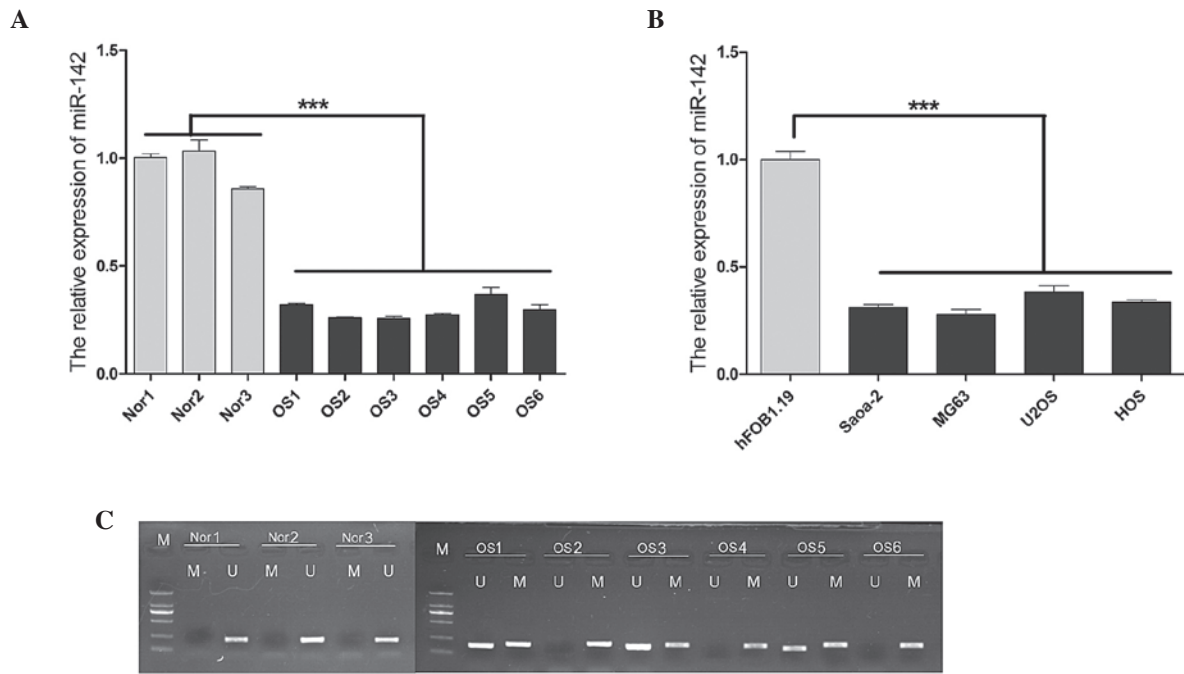 A
The relative expression of miR-142
1.5
1.0
0.5
0.0
***
Nor1 Nor2 Nor3 OS1 OS2 OS3 OS4 OS5 OS6
B
The relative expression of miR-142
1.5
1.0
0.5
0.0
***
hFOB1.19 Saoa-2 MG63 U2OS HOS
C
M Nor1 Nor2 Nor3
M U M U M U
M OS1 OS2 OS3 OS4 OS5 OS6
U M U M U M U M U M U M